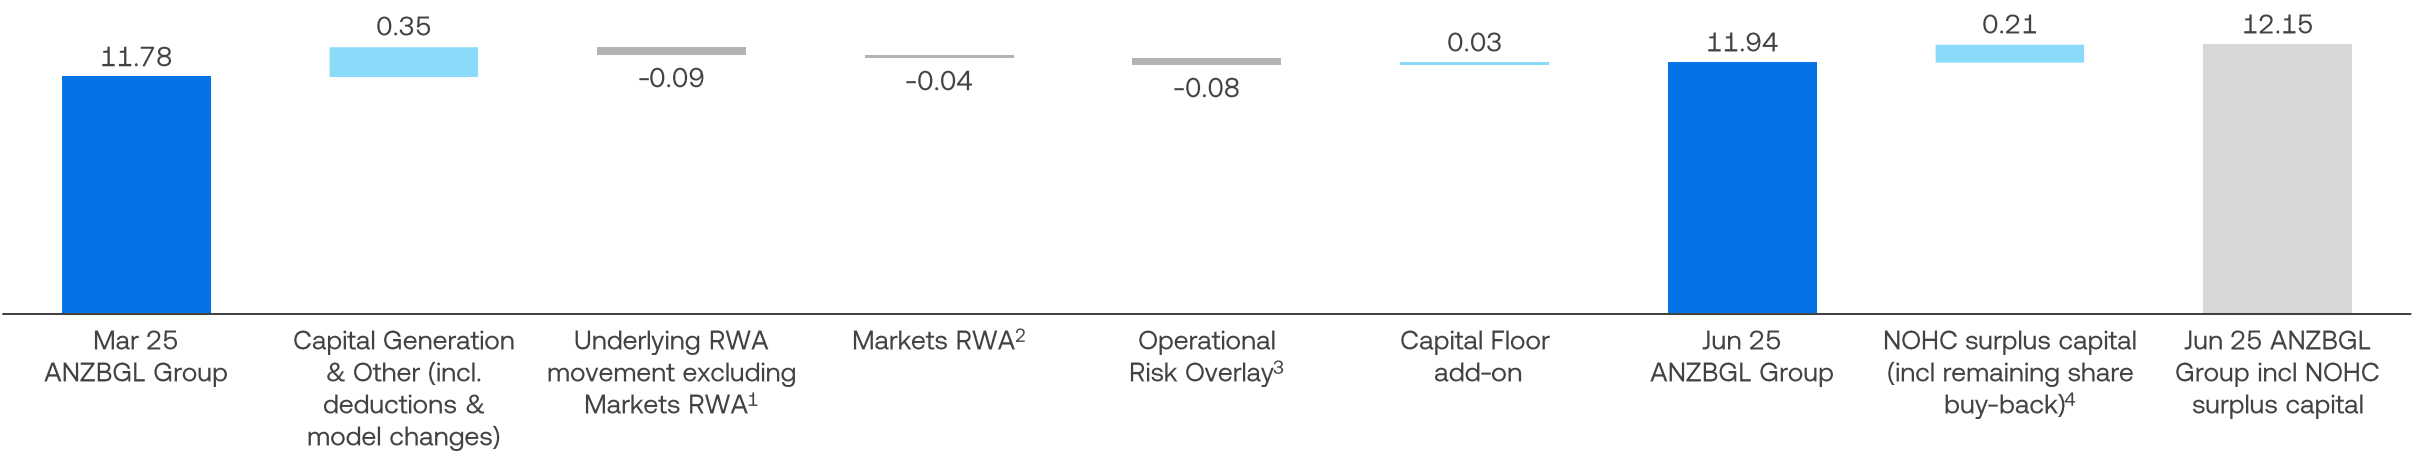 11.78
0.35
-0.09
-0.04
-0.08
0.03
11.94
0.21
12.15
Mar 25
ANZBGL Group
Capital Generation
& Other (incl.
deductions &
model changes)
Underlying RWA
movement excluding
Markets RWA¹
Markets RWA²
Operational
Risk Overlay³
Capital Floor
add-on
Jun 25
ANZBGL Group
NOHC surplus capital
(incl remaining share
buy-back)⁴
Jun 25 ANZBGL
Group incl NOHC
surplus capital